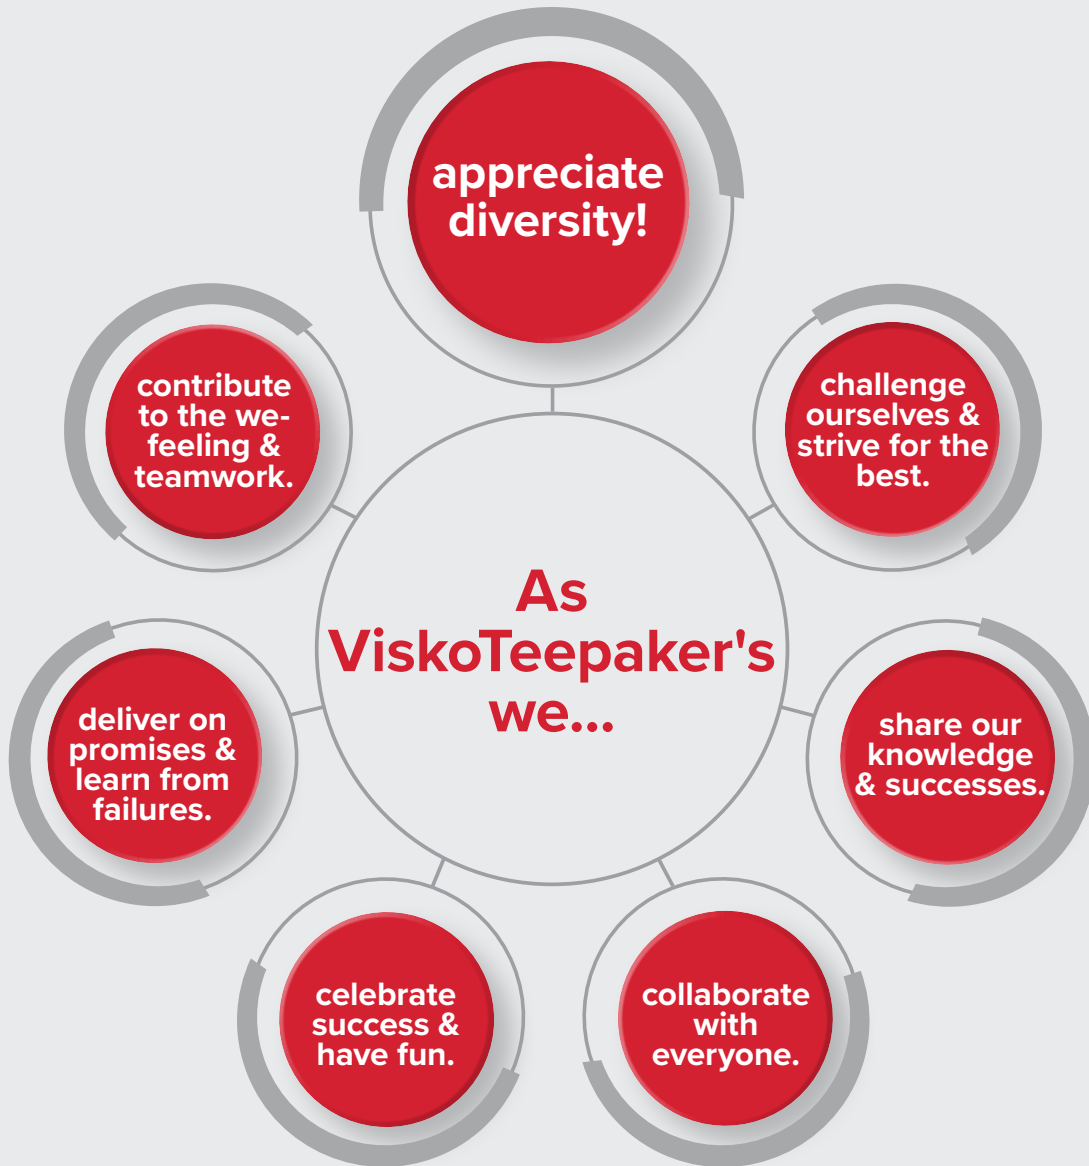 appreciate
diversity!
contribute
to the we-
feeling &
teamwork.
challenge
ourselves &
strive for the
best.
As
ViskoTeepaker's
we...
deliver on
promises &
learn from
failures.
share our
knowledge
& successes.
celebrate
success &
have fun.
collaborate
with
everyone.